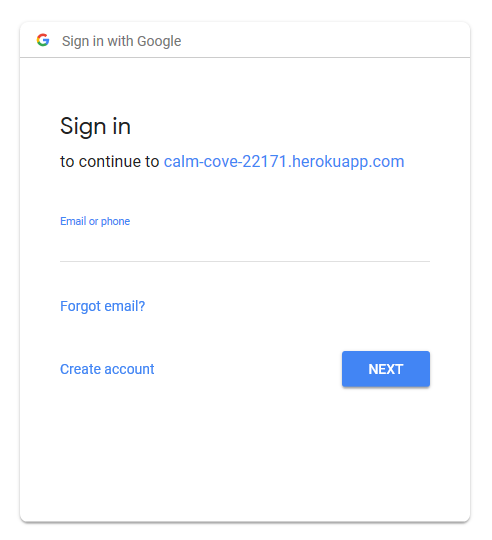 Sign in with Google
Sign in
to continue to calm-cove-22171.herokuapp.com
Email or phone
Forgot email?
Create account
NEXT